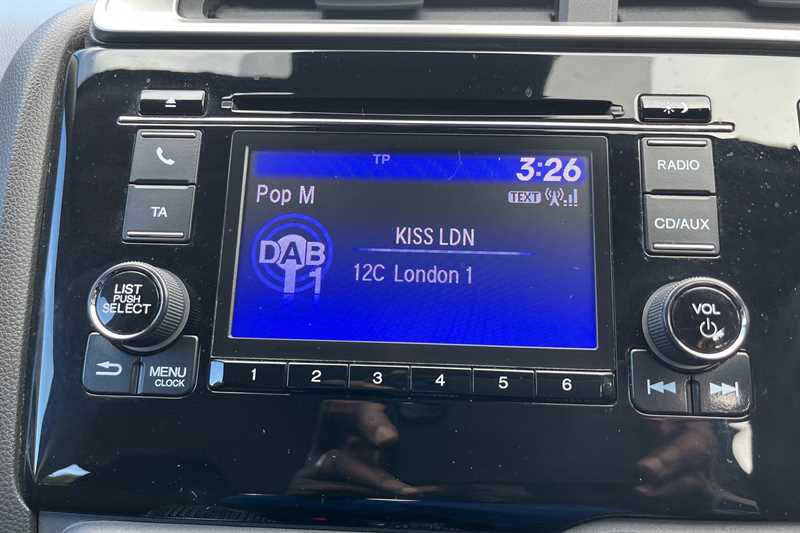 TP
3:26
Pop M
TEXT
DAB
1
KISS LDN
12C London 1
TA
RADIO
CD/AUX
LIST
PUSH
SELECT
VOL
MENU
CLOCK
1 2 3 4 5 6